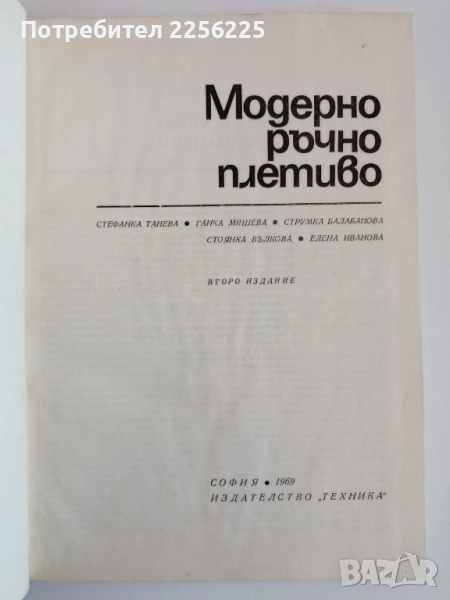 Потребител 2256225
Модерно
ръчно
плетиво
СТЕФАНКА ТАНЕВА ● ГАНКА МИШЕВА ● СТРУМКА БАЛАБАНОВА
СТОЯНКА ВЪЛКОВА ● ЕЛЕНА ИВАНОВА
ВТОРО ИЗДАНИЕ
СОФИЯ ● 1969
ИЗДАТЕЛСТВО „ТЕХНИКА“
BAZAR